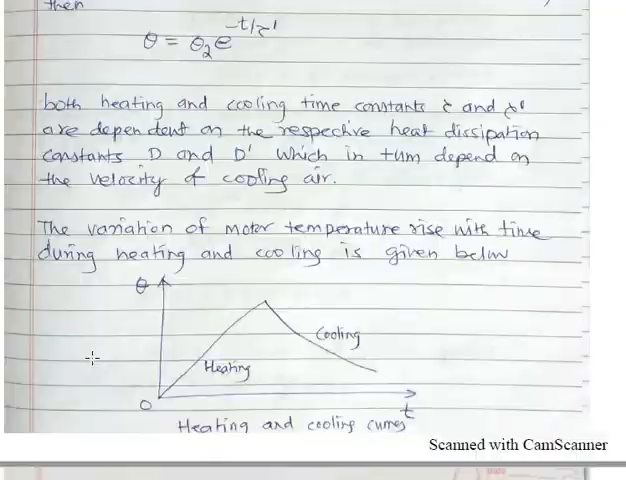 then
θ = θ₂e^(-t/τ')
both heating and cooling time constants τ and τ'
are dependent on the respective heat dissipation
constants D and D' which in turn depend on
the velocity of cooling air.
The variation of motor temperature rise with time
during heating and cooling is given below
θ
Cooling
Heating
0
t
Heating and cooling curves
Scanned with CamScanner